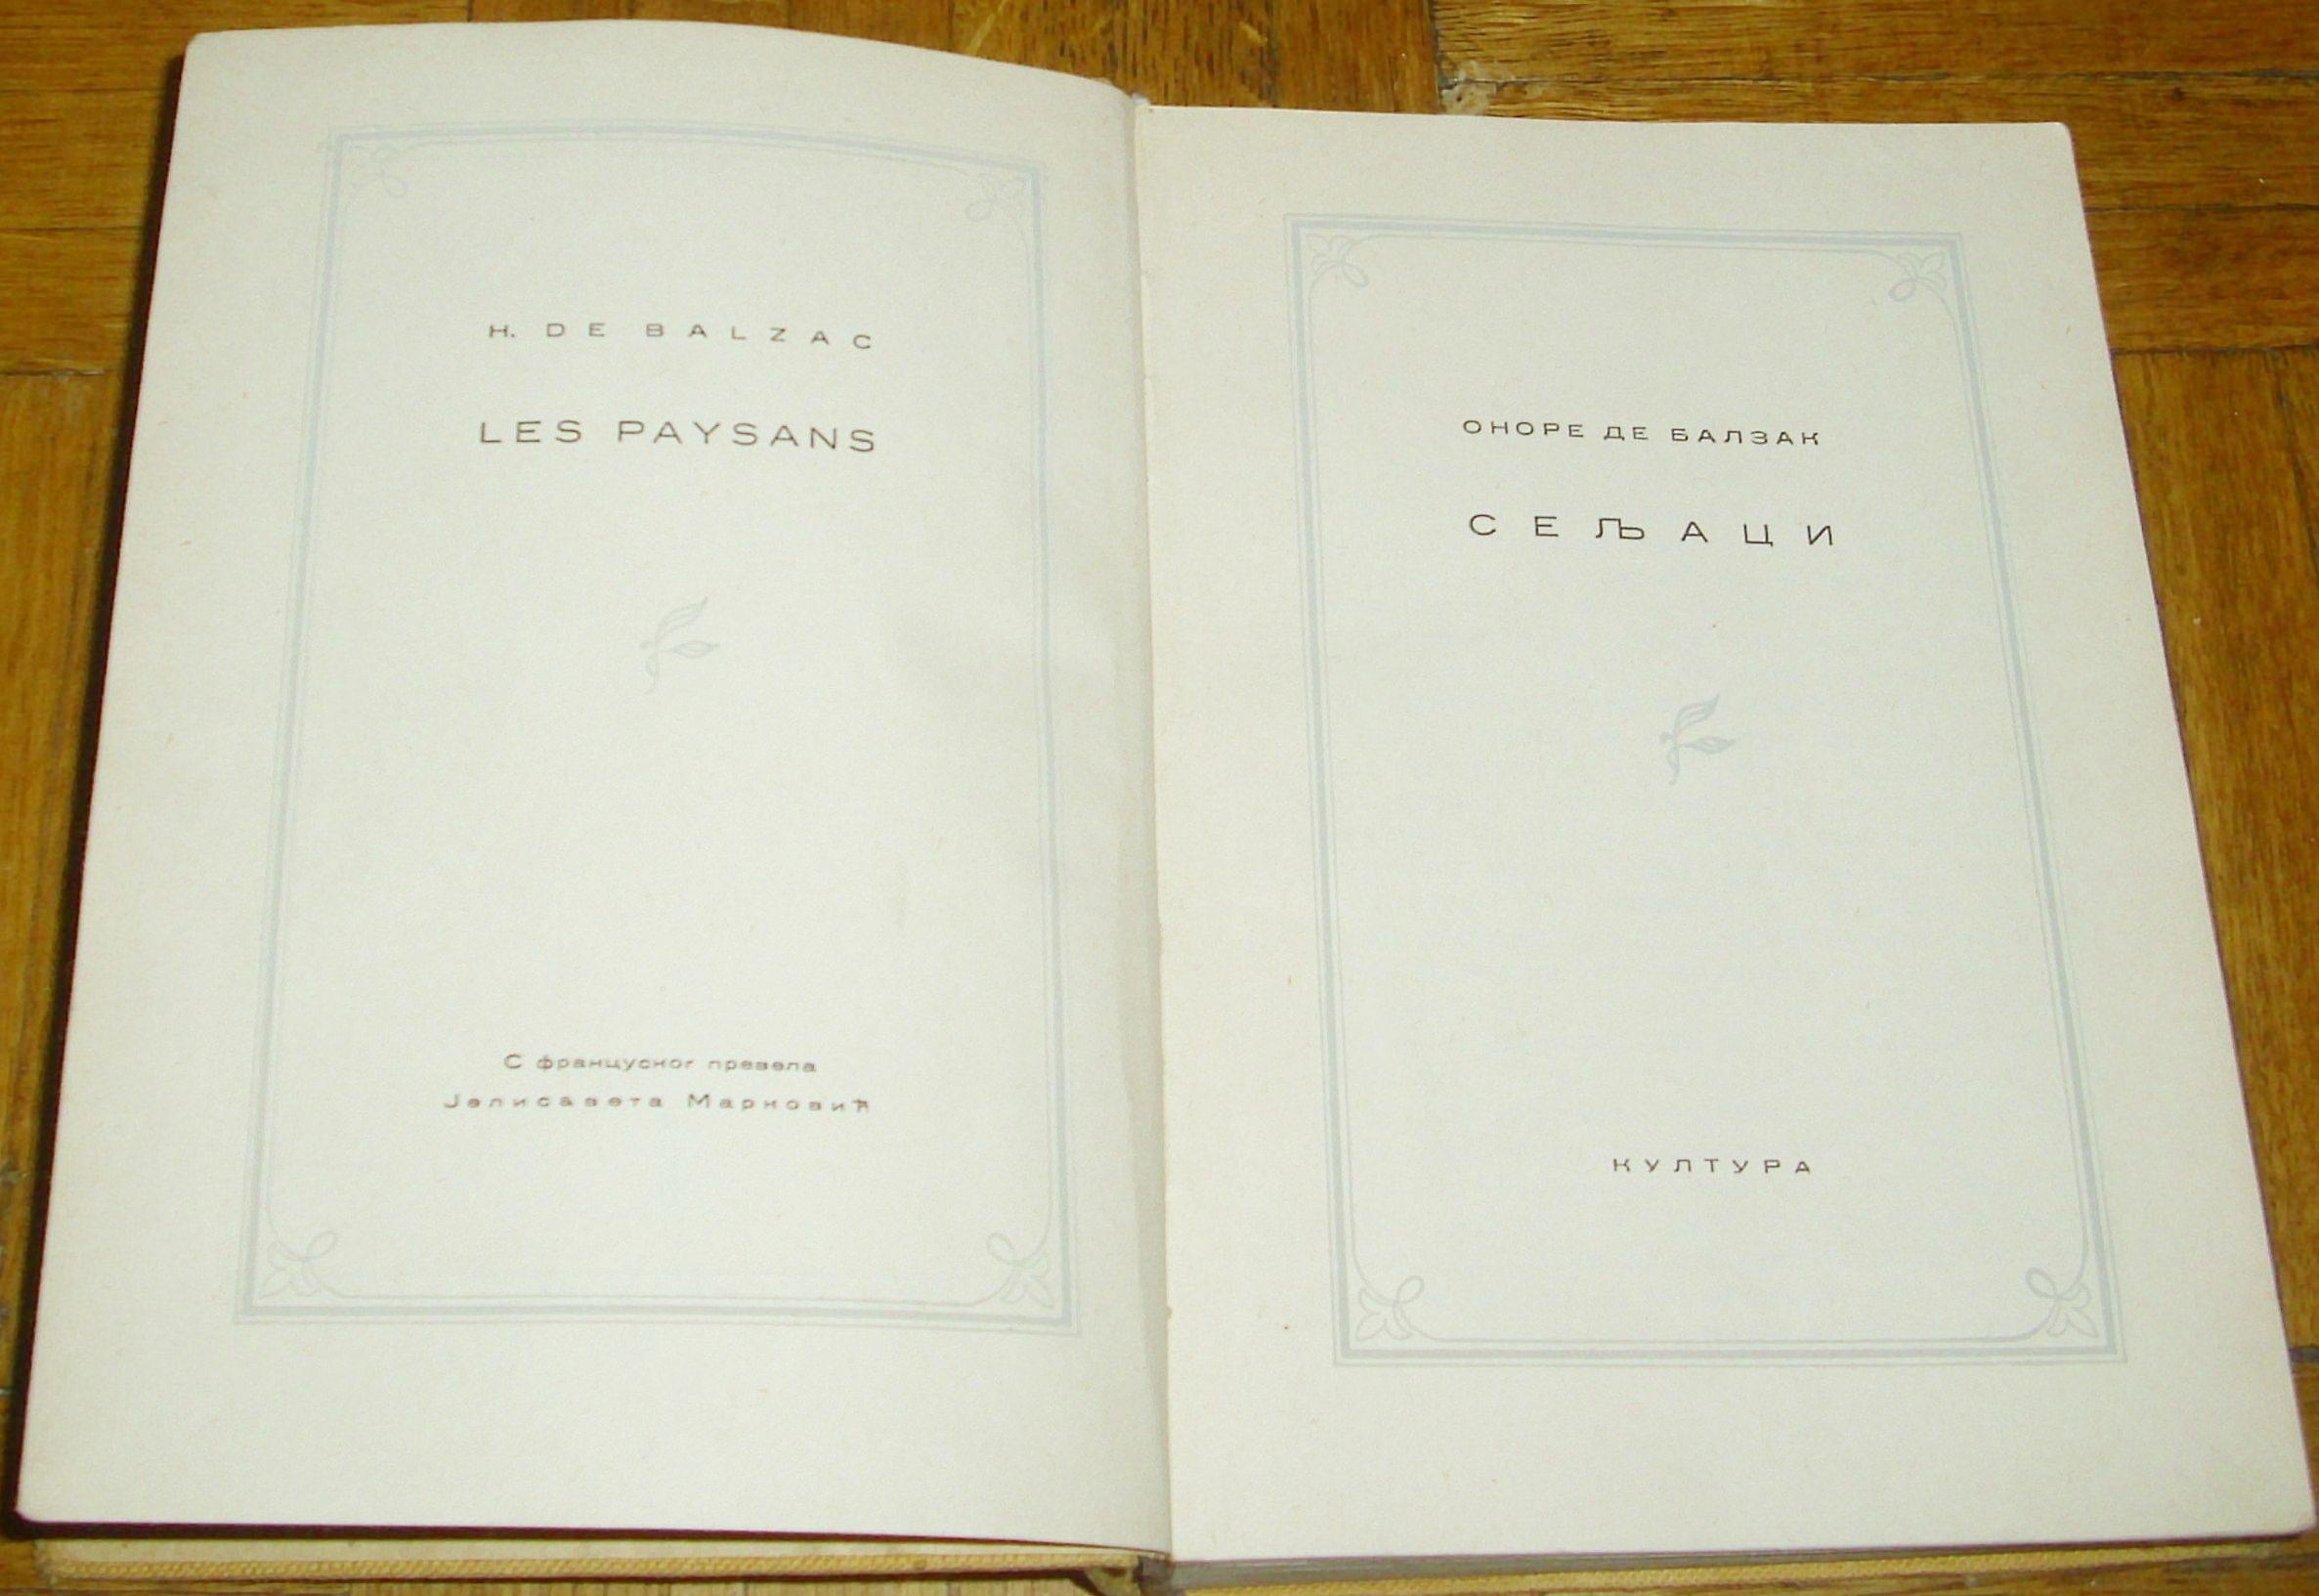 H. DE BALZAC
LES PAYSANS
С француског превела
Јелисавета Марковић
ОНОРЕ ДЕ БАЛЗАК
СЕЉАЦИ
КУЛТУРА